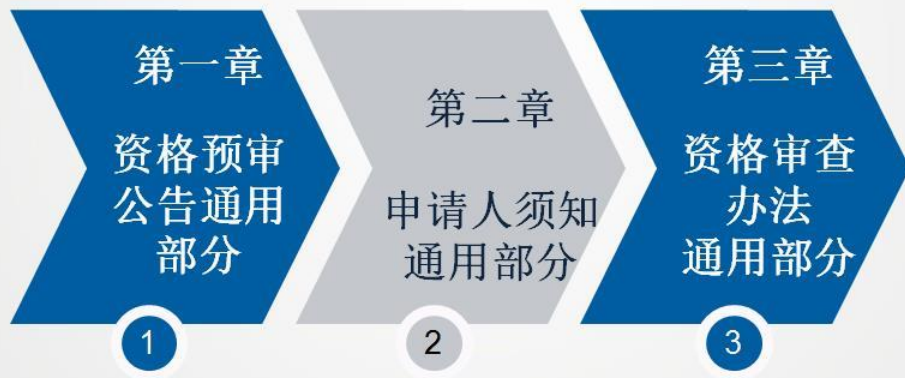 第一章
资格预审
公告通用
部分
1
第二章
申请人须知
通用部分
2
第三章
资格审查
办法
通用部分
3